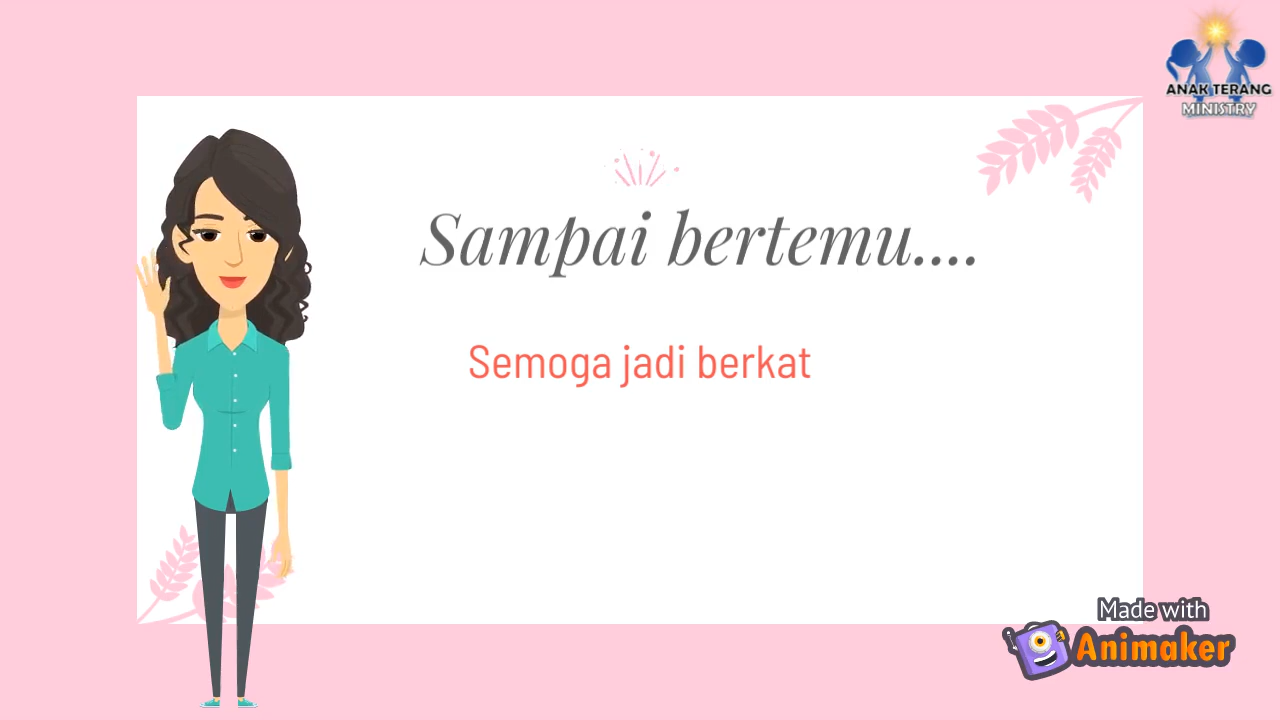 ANAK TERANG
MINISTRY
Sampai bertemu....
Semoga jadi berkat
Made with
Animaker